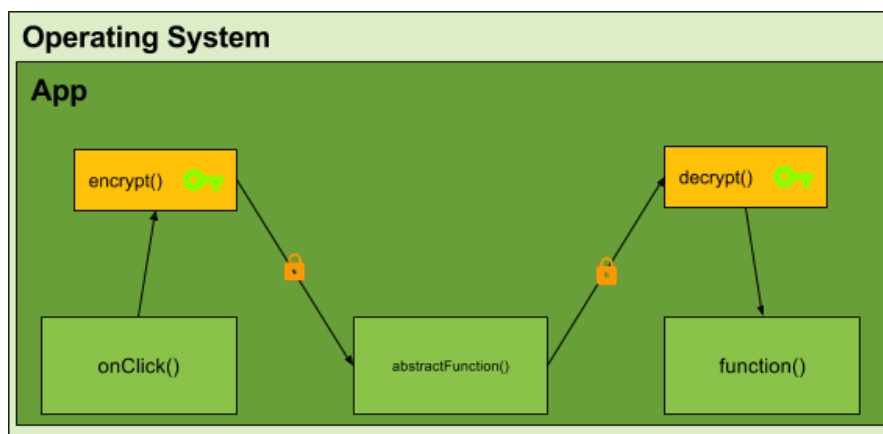 Operating System
App
encrypt()
decrypt()
onClick()
abstractFunction()
function()